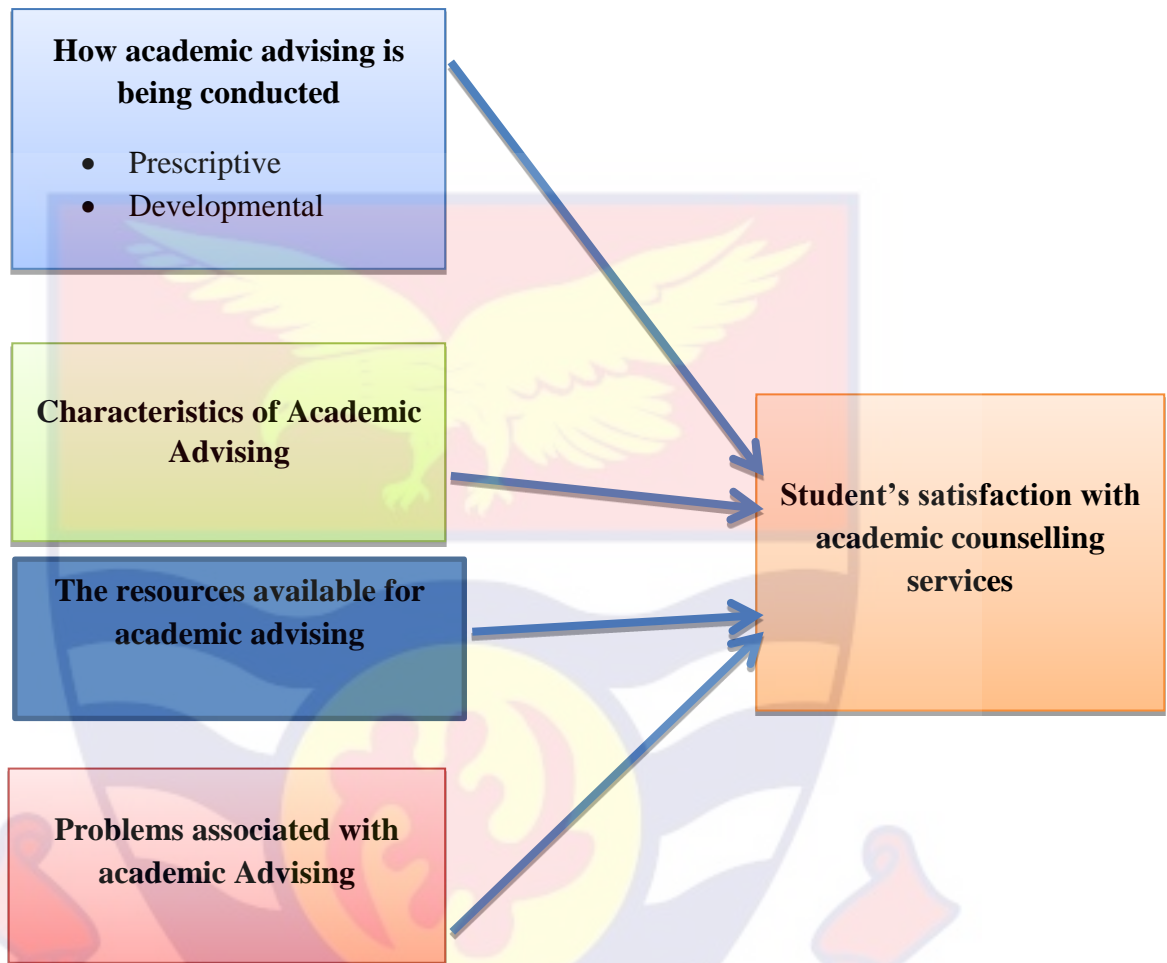 How academic advising is
being conducted
• Prescriptive
• Developmental
Characteristics of Academic
Advising
The resources available for
academic advising
Problems associated with
academic Advising
Student’s satisfaction with
academic counselling
services